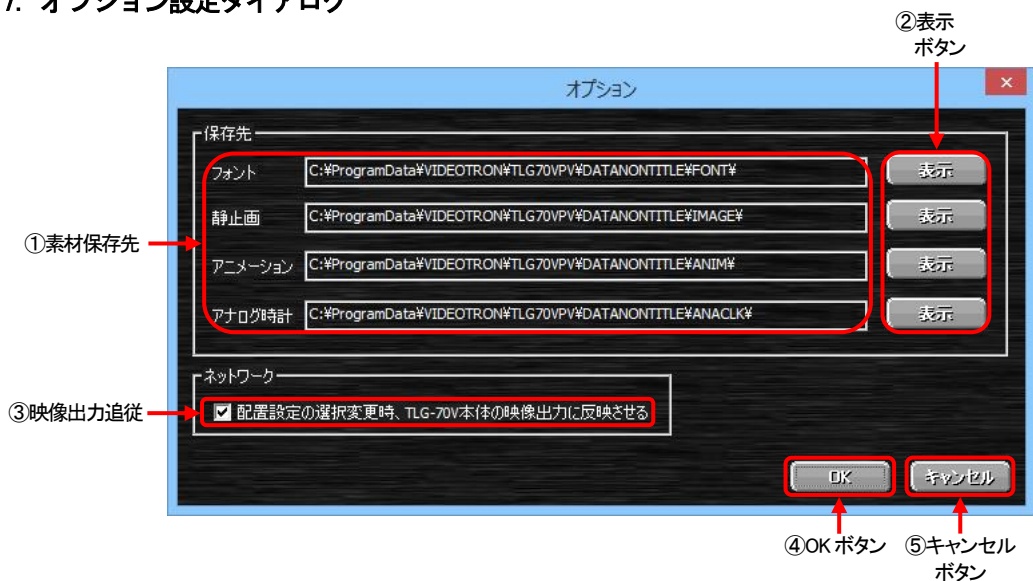 7. オプション設定ダイアログ
②表示
ボタン
オプション
×
保存先
フォント C:¥ProgramData¥VIDEOTRON¥TLG70VPV¥DATANONTITLE¥FONT¥ 表示
静止画 C:¥ProgramData¥VIDEOTRON¥TLG70VPV¥DATANONTITLE¥IMAGE¥ 表示
①素材保存先
アニメーション C:¥ProgramData¥VIDEOTRON¥TLG70VPV¥DATANONTITLE¥ANIM¥ 表示
アナログ時計 C:¥ProgramData¥VIDEOTRON¥TLG70VPV¥DATANONTITLE¥ANACLK¥ 表示
ネットワーク
③映像出力追従
配置設定の選択変更時、TLG-70V本体の映像出力に反映させる
OK キャンセル
④OKボタン
⑤キャンセル
ボタン